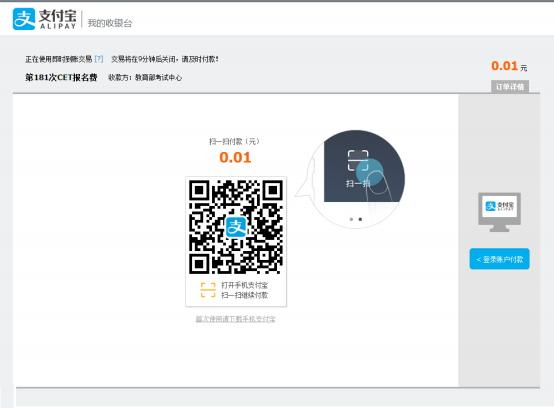 支付宝
ALIPAY
我的收银台
正在使用即时到账交易 [?] 交易将在9分钟后关闭，请及时付款！
0.01 元
第181次CET报名费 收款方：教育部考试中心
订单详情
扫一扫付款（元）
0.01
扫一扫
支
支付宝
ALIPAY
打开手机支付宝
扫一扫继续付款
< 登录账户付款
首次使用请下载手机支付宝